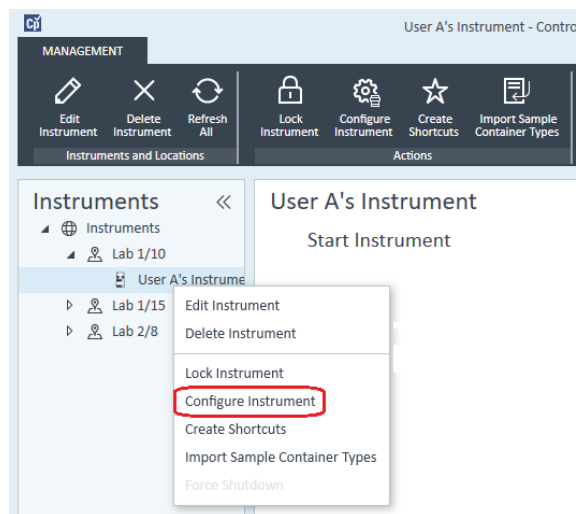 Cp
User A's Instrument - Contro
MANAGEMENT
Edit
Instrument
Delete
Instrument
Refresh
All
Lock
Instrument
Configure
Instrument
Create
Shortcuts
Import Sample
Container Types
Instruments and Locations
Actions
Instruments
User A's Instrument
Instruments
Start Instrument
Lab 1/10
User A's Instrume
Lab 1/15
Lab 2/8
Edit Instrument
Delete Instrument
Lock Instrument
Configure Instrument
Create Shortcuts
Import Sample Container Types
Force Shutdown